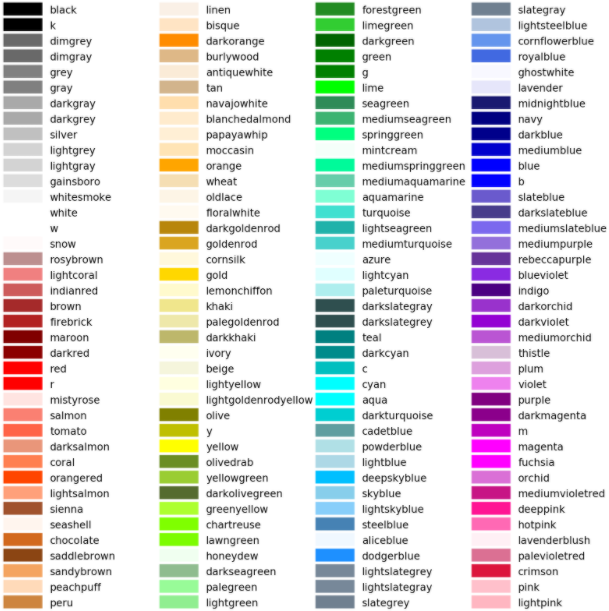 black
k
dimgrey
dimgray
grey
gray
darkgray
darkgrey
silver
lightgrey
lightgray
gainsboro
whitesmoke
white
w
snow
rosybrown
lightcoral
indianred
brown
firebrick
maroon
darkred
red
r
mistyrose
salmon
tomato
darksalmon
coral
orangered
lightsalmon
sienna
seashell
chocolate
saddlebrown
sandybrown
peachpuff
peru
linen
bisque
darkorange
burlywood
antiquewhite
tan
navajowhite
blanchedalmond
papayawhip
moccasin
orange
wheat
oldlace
floralwhite
darkgoldenrod
goldenrod
cornsilk
gold
lemonchiffon
khaki
palegoldenrod
darkkhaki
ivory
beige
lightyellow
lightgoldenrodyellow
olive
y
yellow
olivedrab
yellowgreen
darkolivegreen
greenyellow
chartreuse
lawngreen
honeydew
darkseagreen
palegreen
lightgreen
forestgreen
limegreen
darkgreen
green
g
lime
seagreen
mediumseagreen
springgreen
mintcream
mediumspringgreen
mediumaquamarine
aquamarine
turquoise
lightseagreen
mediumturquoise
azure
lightcyan
paleturquoise
darkslategray
darkslategrey
teal
darkcyan
c
cyan
aqua
darkturquoise
cadetblue
powderblue
lightblue
deepskyblue
skyblue
lightskyblue
steelblue
aliceblue
dodgerblue
lightslategrey
lightslategray
slategrey
slategray
lightsteelblue
cornflowerblue
royalblue
ghostwhite
lavender
midnightblue
navy
darkblue
mediumblue
blue
b
slateblue
darkslateblue
mediumslateblue
mediumpurple
rebeccapurple
blueviolet
indigo
darkorchid
darkviolet
mediumorchid
thistle
plum
violet
purple
darkmagenta
m
magenta
fuchsia
orchid
mediumvioletred
deeppink
hotpink
lavenderblush
palevioletred
crimson
pink
lightpink